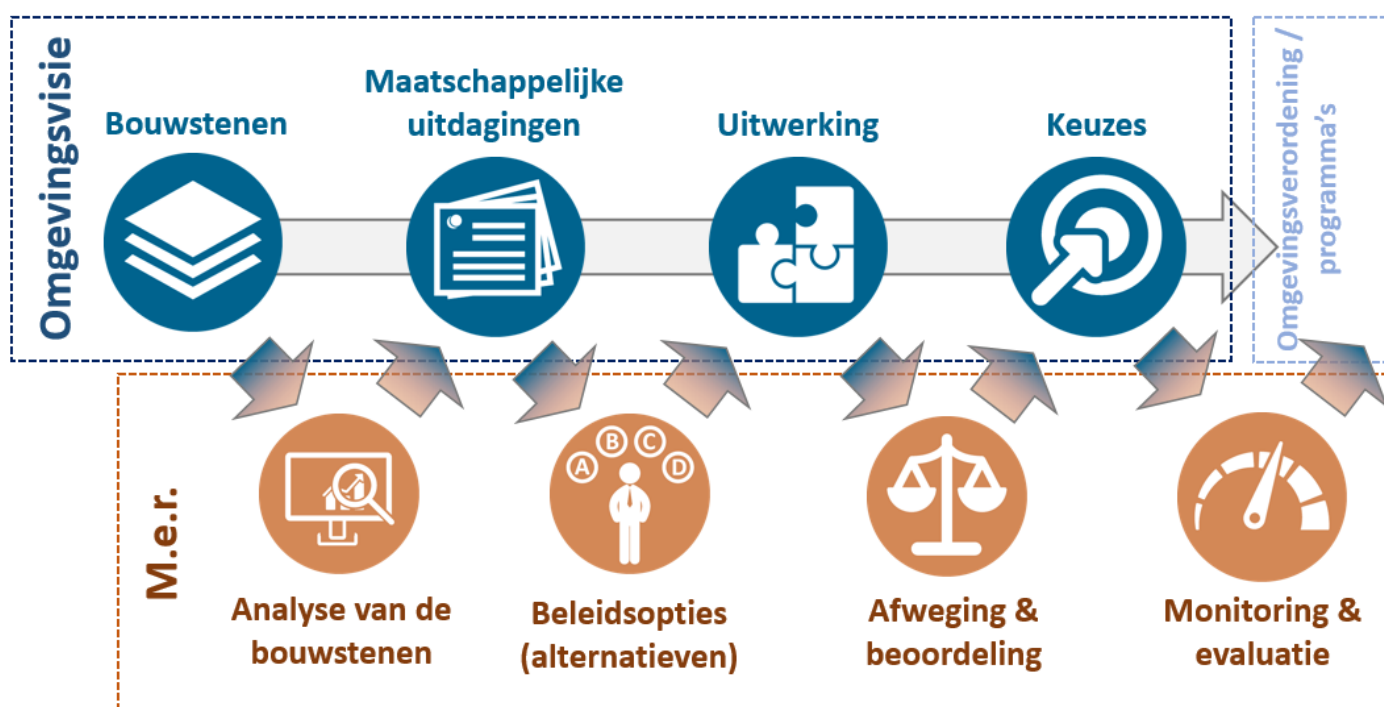 Omgevingsvisie
Bouwstenen
Maatschappelijke
uitdagingen
Uitwerking
Keuzes
Omgevingsverordening /
programma's
M.e.r.
A
B
C
D
Analyse van de
bouwstenen
Beleidsopties
(alternatieven)
Afweging &
beoordeling
Monitoring &
evaluatie